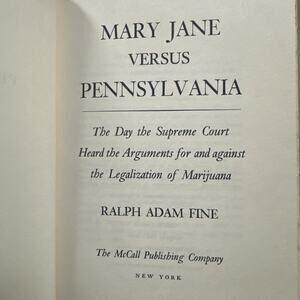 MARY JANE
VERSUS
PENNSYLVANIA
The Day the Supreme Court
Heard the Arguments for and against
the Legalization of Marijuana
RALPH ADAM FINE
The McCall Publishing Company
NEW YORK